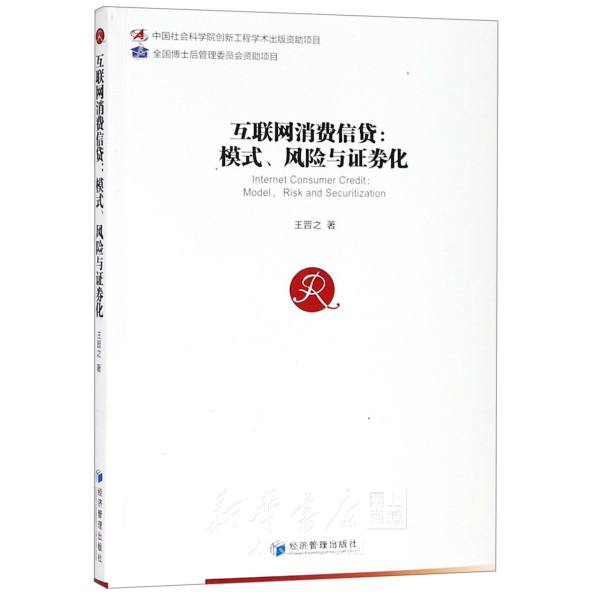 中国社会科学院创新工程学术出版资助项目
全国博士后管理委员会资助项目
互联网消费信贷：
模式、风险与证券化
Internet Consumer Credit:
Model, Risk and Securitization
王晋之 著
新华书店
网上
商城
经济管理出版社
互联网消费信贷：模式、风险与证券化
王晋之 著
经济管理出版社